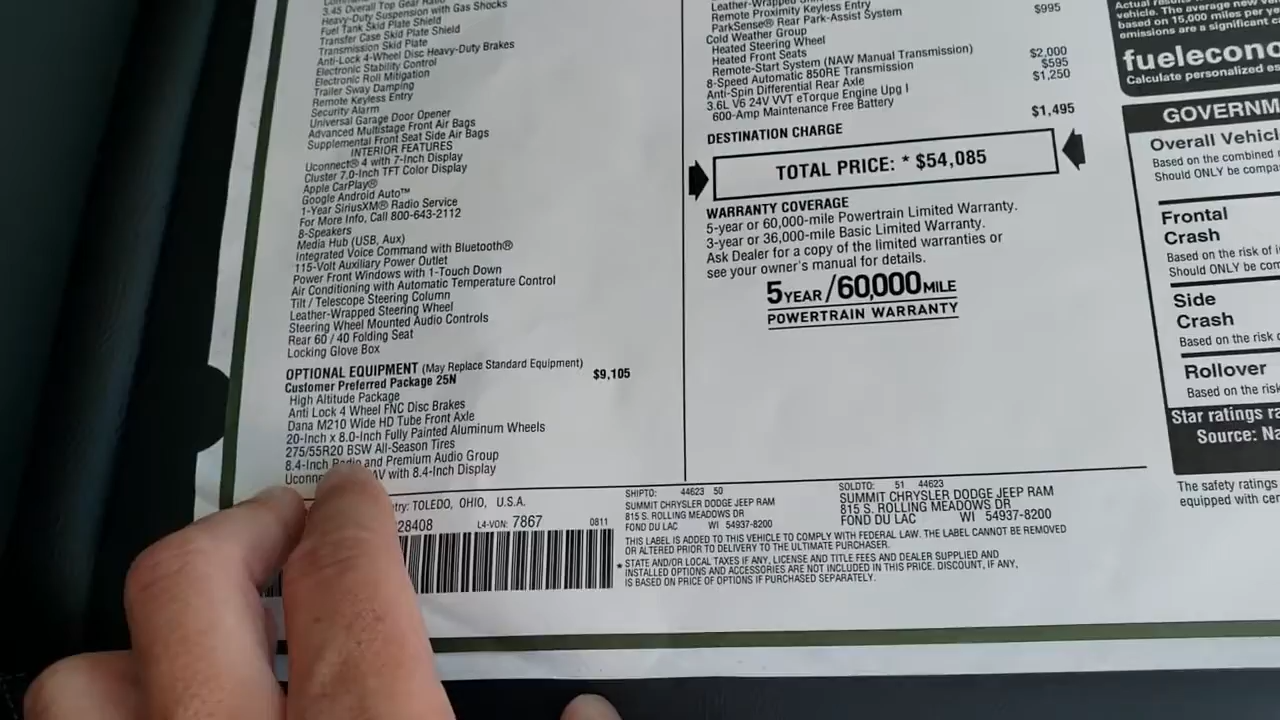 3.45 Overall Top Gear Ratio
Heavy-Duty Suspension with Gas Shocks
Fuel Tank Skid Plate Shield
Transfer Case Skid Plate Shield
Transmission Skid Plate
Anti-Lock 4-Wheel Disc Heavy-Duty Brakes
Electronic Stability Control
Electronic Roll Mitigation
Trailer Sway Damping
Remote Keyless Entry
Security Alarm
Universal Garage Door Opener
Advanced Multistage Front Air Bags
Supplemental Front Seat Side Air Bags
INTERIOR FEATURES
Uconnect® 4 with 7-Inch Display
Cluster 7.0-Inch TFT Color Display
Apple CarPlay®
Google Android Auto™
1-Year SiriusXM® Radio Service
For More Info, Call 800-643-2112
8-Speakers
Media Hub (USB, Aux)
Integrated Voice Command with Bluetooth®
115-Volt Auxiliary Power Outlet
Power Front Windows with 1-Touch Down
Air Conditioning with Automatic Temperature Control
Tilt / Telescope Steering Column
Leather-Wrapped Steering Wheel
Steering Wheel Mounted Audio Controls
Rear 60 / 40 Folding Seat
Locking Glove Box
OPTIONAL EQUIPMENT (May Replace Standard Equipment)
Customer Preferred Package 25N $9,105
High Altitude Package
Anti Lock 4 Wheel FNC Disc Brakes
Dana M210 Wide HD Tube Front Axle
20-Inch x 8.0-Inch Fully Painted Aluminum Wheels
275/55R20 BSW All-Season Tires
8.4-Inch Radio and Premium Audio Group
AV with 8.4-Inch Display
Leather-Wrapped
Remote Proximity Keyless Entry
ParkSense® Rear Park-Assist System
Cold Weather Group $995
Heated Steering Wheel
Heated Front Seats
Remote-Start System (NAW Manual Transmission)
8-Speed Automatic 850RE Transmission $2,000
Anti-Spin Differential Rear Axle $595
3.6L V6 24V VVT eTorque Engine Upg I $1,250
600-Amp Maintenance Free Battery
DESTINATION CHARGE $1,495
TOTAL PRICE: * $54,085
WARRANTY COVERAGE
5-year or 60,000-mile Powertrain Limited Warranty.
3-year or 36,000-mile Basic Limited Warranty.
Ask Dealer for a copy of the limited warranties or
see your owner's manual for details.
5 YEAR / 60,000 MILE
POWERTRAIN WARRANTY
TOLEDO, OHIO, U.S.A.
28408 L4-VON: 7867 0811
SHIPTO: 44623 50
SUMMIT CHRYSLER DODGE JEEP RAM
815 S. ROLLING MEADOWS DR
FOND DU LAC WI 54937-8200
SOLDTO: 51 44623
SUMMIT CHRYSLER DODGE JEEP RAM
815 S. ROLLING MEADOWS DR
FOND DU LAC WI 54937-8200
THIS LABEL IS ADDED TO THIS VEHICLE TO COMPLY WITH FEDERAL LAW. THE LABEL CANNOT BE REMOVED
OR ALTERED PRIOR TO DELIVERY TO THE ULTIMATE PURCHASER.
* STATE AND/OR LOCAL TAXES IF ANY, LICENSE AND TITLE FEES AND DEALER SUPPLIED AND
INSTALLED OPTIONS AND ACCESSORIES ARE NOT INCLUDED IN THIS PRICE. DISCOUNT, IF ANY,
IS BASED ON PRICE OF OPTIONS IF PURCHASED SEPARATELY.
Actual results
vehicle. The average new
based on 15,000 miles per
emissions are a significant
fuelecono
Calculate personalized
GOVERNM
Overall Vehic
Based on the combined
Should ONLY be compa
Frontal
Crash
Based on the risk of i
Should ONLY be com
Side
Crash
Based on the risk
Rollover
Based on the risk
Star ratings ra
Source: Na
The safety ratings
equipped with cer